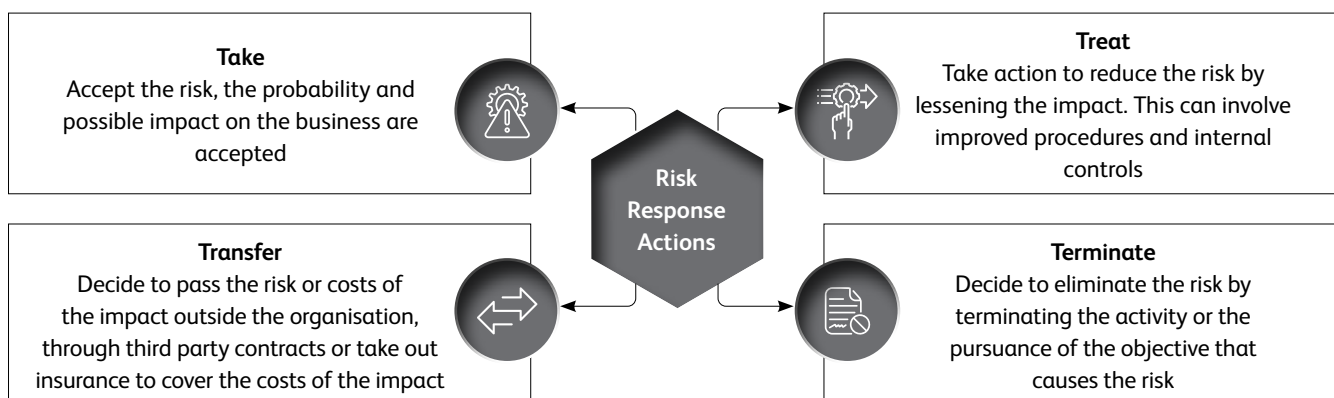 Take
Accept the risk, the probability and
possible impact on the business are
accepted
Treat
Take action to reduce the risk by
lessening the impact. This can involve
improved procedures and internal
controls
Risk
Response
Actions
Transfer
Decide to pass the risk or costs of
the impact outside the organisation,
through third party contracts or take out
insurance to cover the costs of the impact
Terminate
Decide to eliminate the risk by
terminating the activity or the
pursuance of the objective that
causes the risk